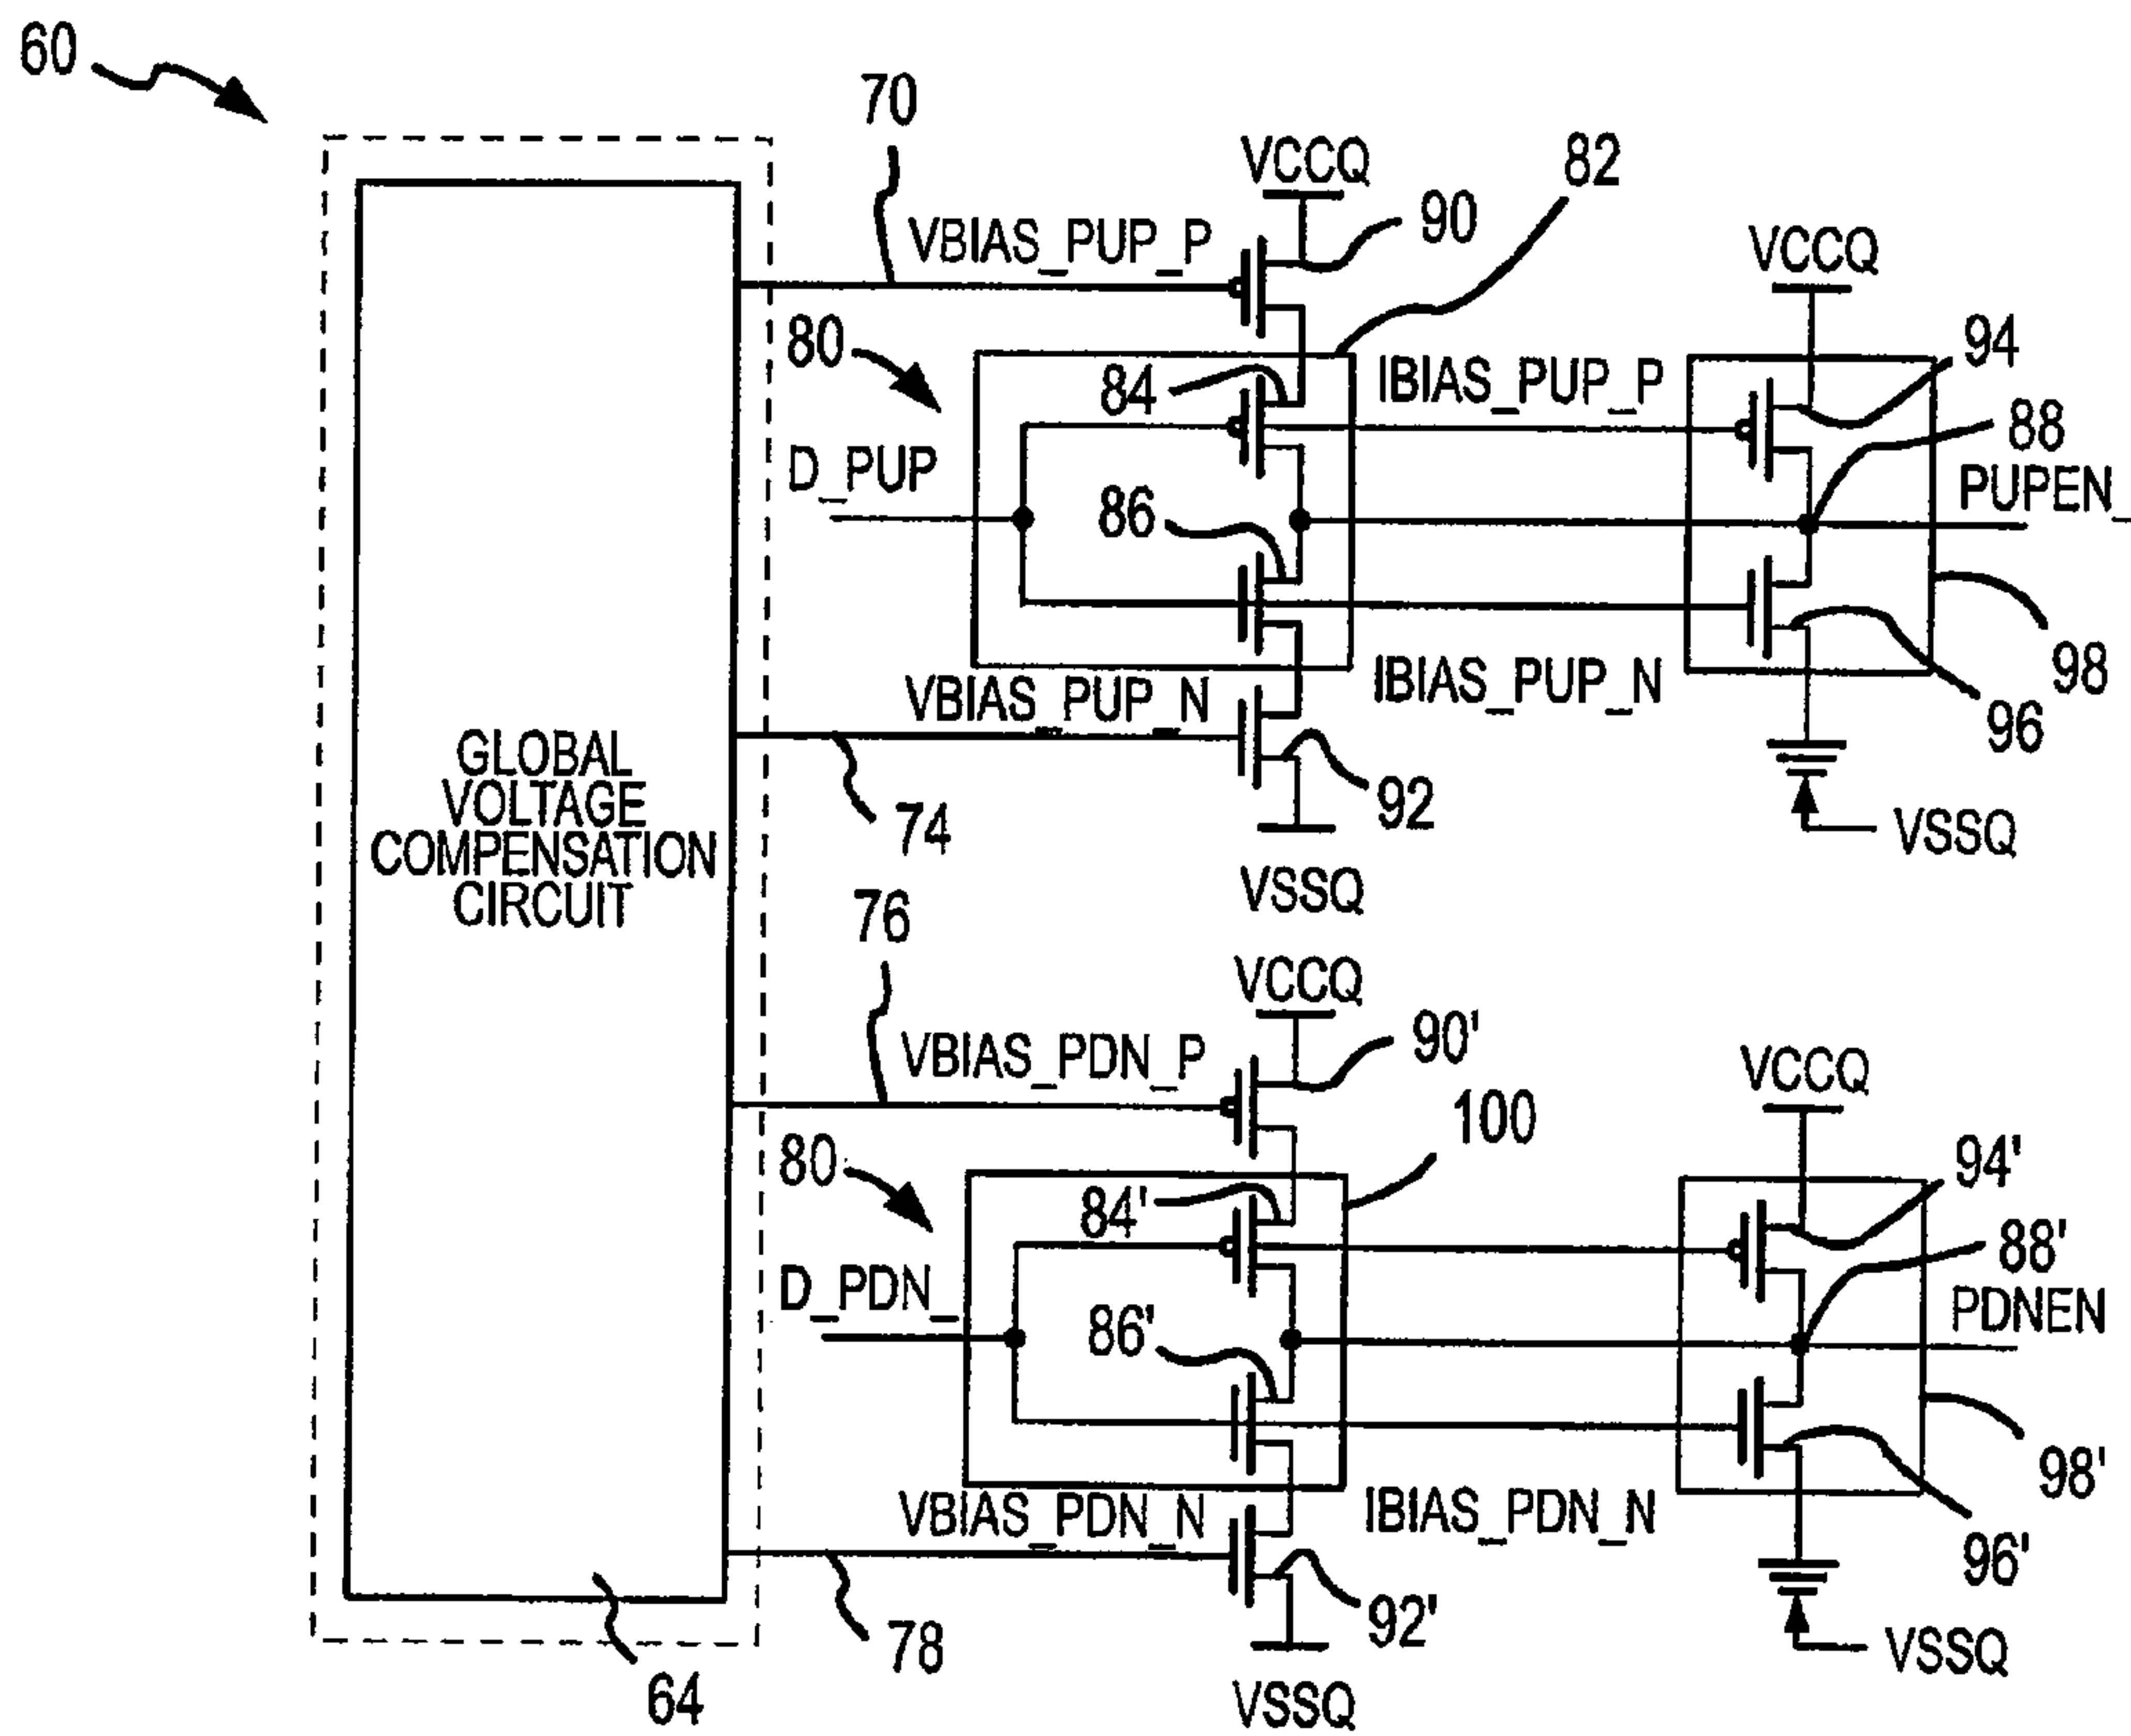 60
70
VCCQ
82
VBIAS_PUP_P
90
VCCQ
80
84
IBIAS_PUP_P
94
88
D_PUP
86
PUPEN_
VBIAS_PUP_N
IBIAS_PUP_N
98
96
GLOBAL
VOLTAGE
COMPENSATION
CIRCUIT
74
92
VSSQ
VSSQ
76
VCCQ
VBIAS_PDN_P
90'
VCCQ
100
80
84'
94'
88'
D_PDN_
86'
PDNEN
VBIAS_PDN_N
IBIAS_PDN_N
98'
96'
78
92'
VSSQ
64
VSSQ